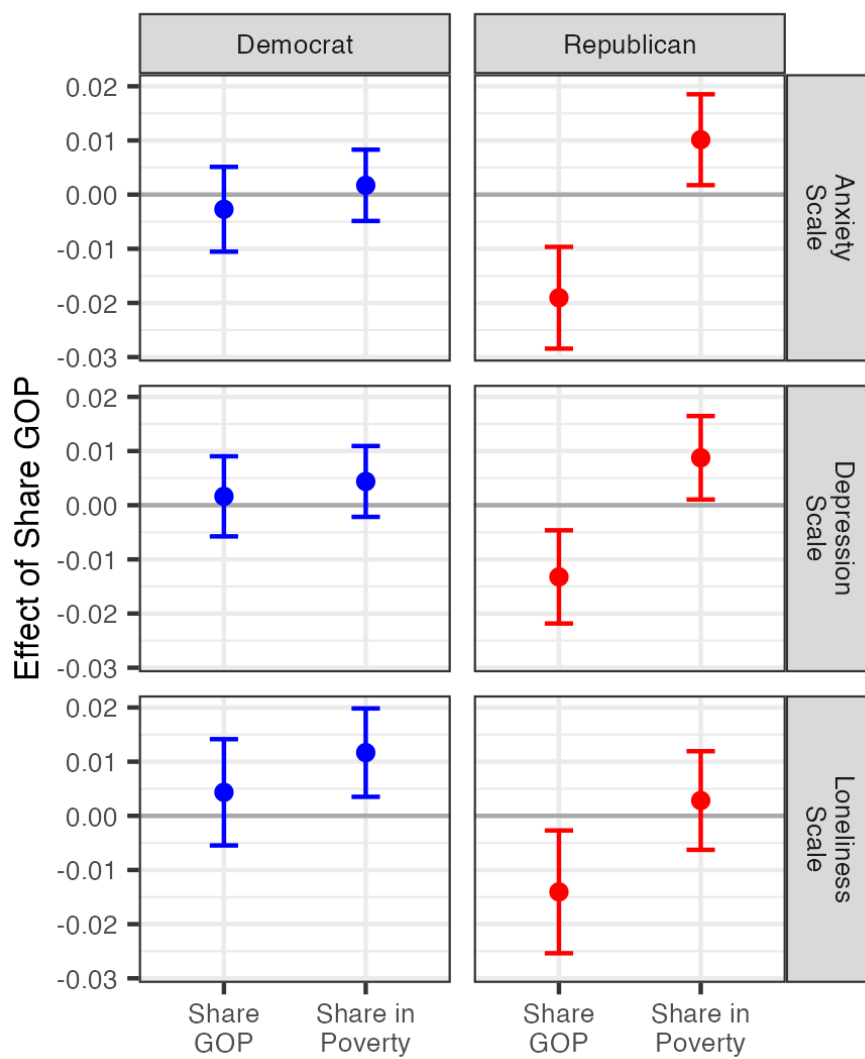 Democrat
Republican
Effect of Share GOP
0.02
0.01
0.00
-0.01
-0.02
-0.03
Anxiety
Scale
0.02
0.01
0.00
-0.01
-0.02
-0.03
Depression
Scale
0.02
0.01
0.00
-0.01
-0.02
-0.03
Loneliness
Scale
Share
GOP
Share in
Poverty
Share
GOP
Share in
Poverty